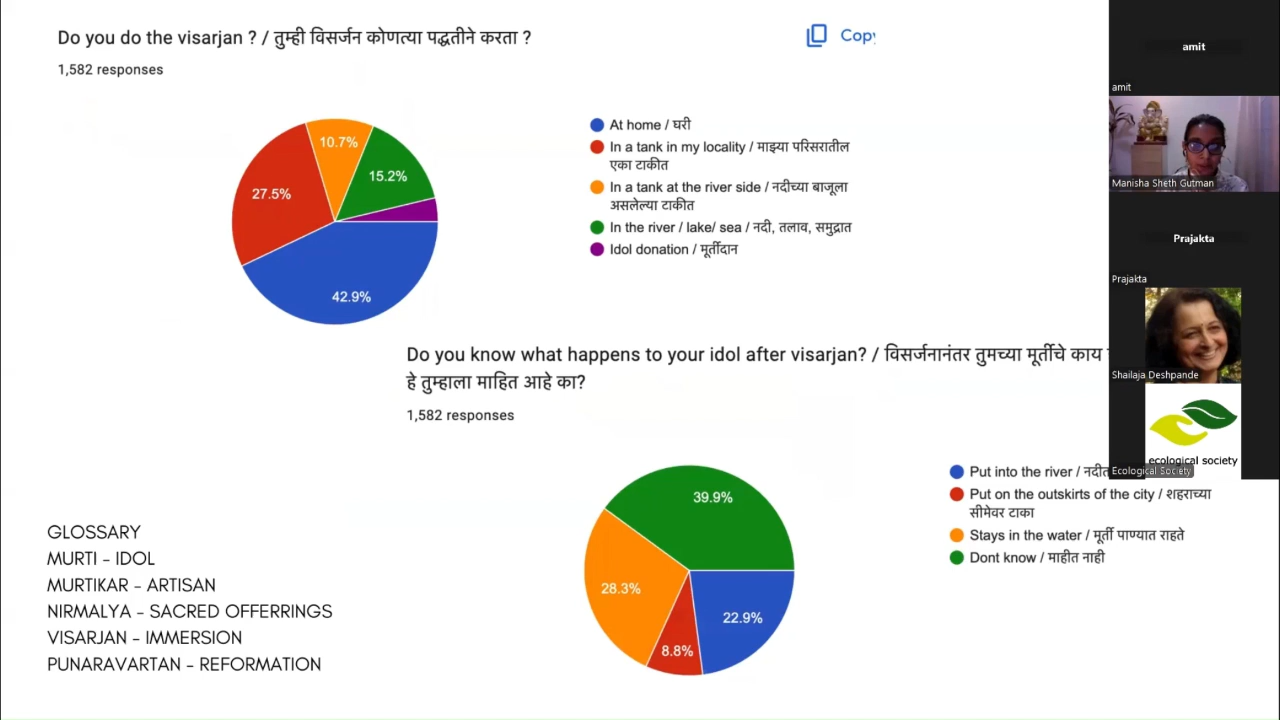 Do you do the visarjan ? / तुम्ही विसर्जन कोणत्या पद्धतीने करता ?
Copy
1,582 responses
10.7%
15.2%
27.5%
42.9%
At home / घरी
In a tank in my locality / माझ्या परिसरातील
एका टाकीत
In a tank at the river side / नदीच्या बाजूला
असलेल्या टाकीत
In the river / lake/ sea / नदी, तलाव, समुद्रात
Idol donation / मूर्तीदान
Do you know what happens to your idol after visarjan? / विसर्जनानंतर तुमच्या मूर्तीचे काय
हे तुम्हाला माहित आहे का?
1,582 responses
39.9%
28.3%
22.9%
8.8%
Put into the river / नदीत
Put on the outskirts of the city / शहराच्या
सीमेवर टाका
Stays in the water / मूर्ती पाण्यात राहते
Dont know / माहीत नाही
GLOSSARY
MURTI – IDOL
MURTIKAR – ARTISAN
NIRMALYA – SACRED OFFERRINGS
VISARJAN – IMMERSION
PUNARAVARTAN – REFORMATION
amit
amit
Manisha Sheth Gutman
Prajakta
Prajakta
Shailaja Deshpande
ecological society
Ecological Society